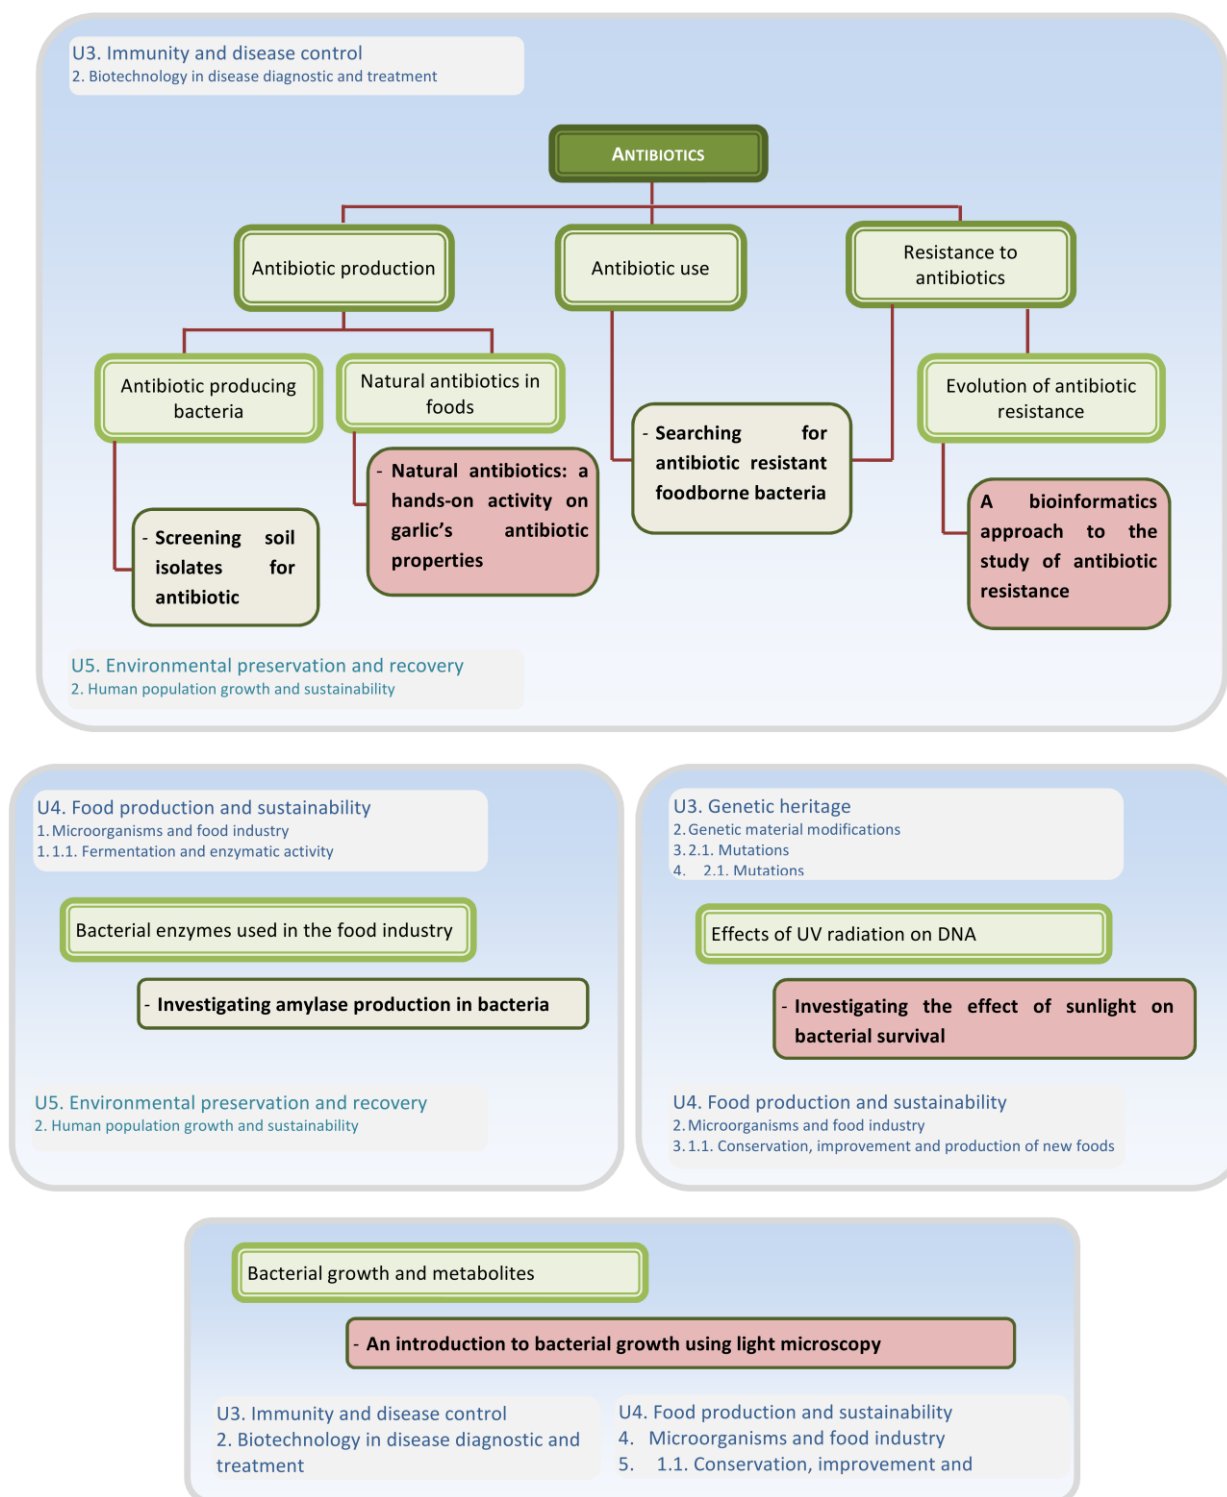 U3. Immunity and disease control
2. Biotechnology in disease diagnostic and treatment
ANTIBIOTICS
Antibiotic production
Antibiotic use
Resistance to
antibiotics
Antibiotic producing
bacteria
Natural antibiotics in
foods
Evolution of antibiotic
resistance
- Searching for
antibiotic resistant
foodborne bacteria
- Natural antibiotics: a
hands-on activity on
garlic’s antibiotic
properties
A bioinformatics
approach to the
study of antibiotic
resistance
- Screening soil
isolates for
antibiotic
U5. Environmental preservation and recovery
2. Human population growth and sustainability
U4. Food production and sustainability
1. Microorganisms and food industry
1.1.1. Fermentation and enzymatic activity
Bacterial enzymes used in the food industry
- Investigating amylase production in bacteria
U5. Environmental preservation and recovery
2. Human population growth and sustainability
U3. Genetic heritage
2. Genetic material modifications
3.2.1. Mutations
4. 2.1. Mutations
Effects of UV radiation on DNA
- Investigating the effect of sunlight on
bacterial survival
U4. Food production and sustainability
2. Microorganisms and food industry
3.1.1. Conservation, improvement and production of new foods
Bacterial growth and metabolites
- An introduction to bacterial growth using light microscopy
U3. Immunity and disease control
2. Biotechnology in disease diagnostic and
treatment
U4. Food production and sustainability
4. Microorganisms and food industry
5. 1.1. Conservation, improvement and